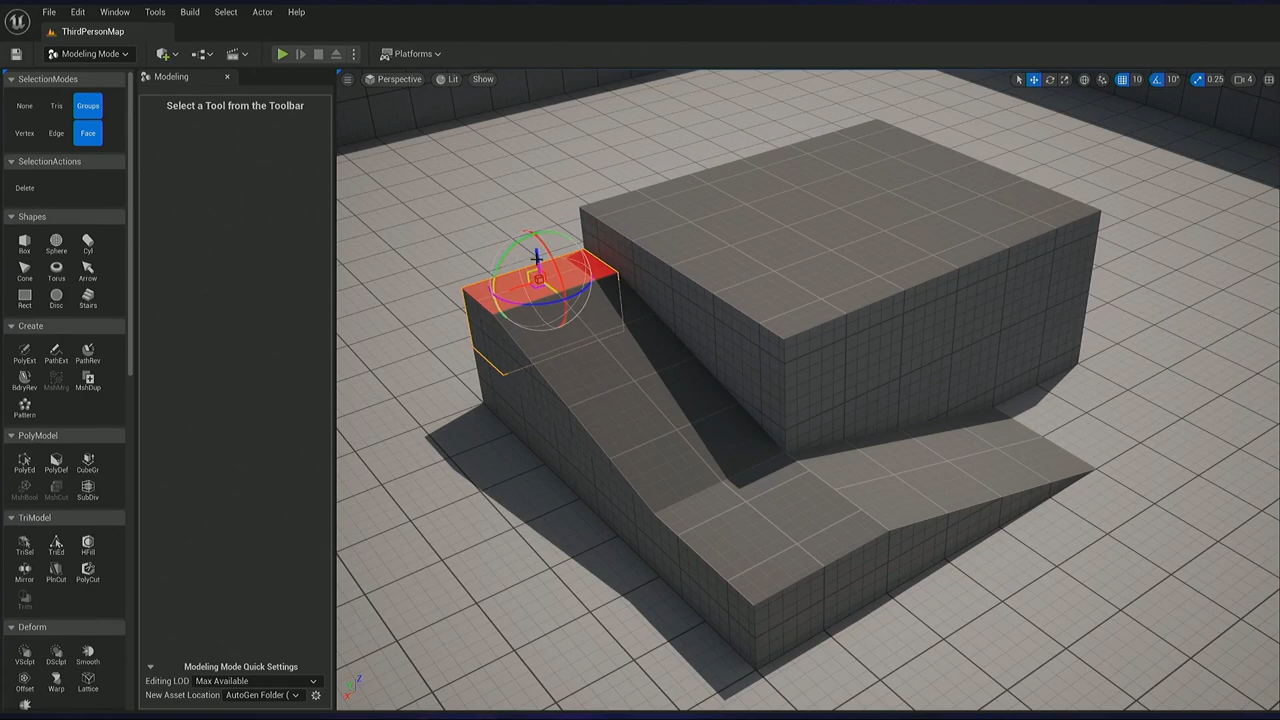 File Edit Window Tools Build Select Actor Help
ThirdPersonMap
Modeling Mode Platforms
SelectionModes
None Tris Groups
Vertex Edge Face
SelectionActions
Delete
Shapes
Box Sphere Cyl
Cone Torus Arrow
Rect Disc Stairs
Create
PolyExt PathExt PathRev
BdryRev MshMrg MshDup
Pattern
PolyModel
PolyEd PolyDef CubeGr
MshBool MshCut SubDiv
TriModel
TriSel TriEd HFill
Mirror PlnCut PolyCut
Trim
Deform
VSclpt DSclpt Smooth
Offset Warp Lattice
Modeling
Select a Tool from the Toolbar
Modeling Mode Quick Settings
Editing LOD Max Available
New Asset Location AutoGen Folder (
Perspective Lit Show
10 10° 0.25 4
Z
X